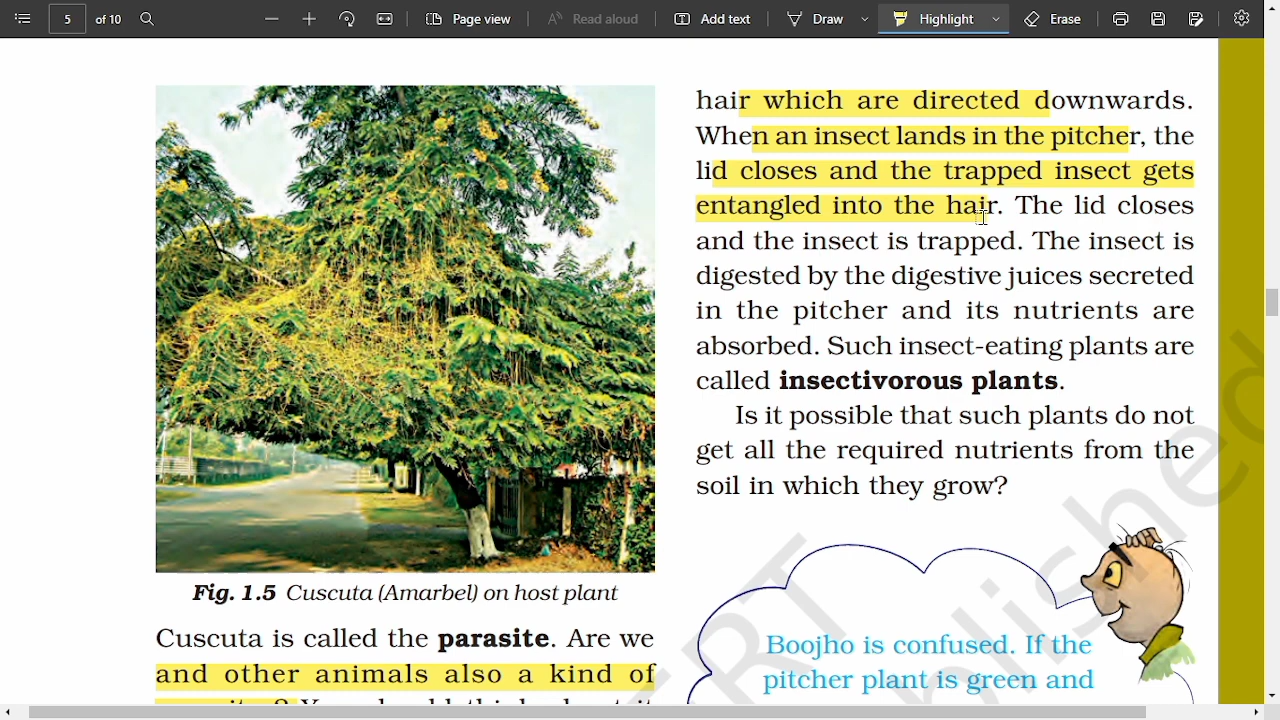 5 of 10 Page view Read aloud Add text Draw Highlight Erase
Fig. 1.5 Cuscuta (Amarbel) on host plant
Cuscuta is called the parasite. Are we
and other animals also a kind of
hair which are directed downwards.
When an insect lands in the pitcher, the
lid closes and the trapped insect gets
entangled into the hair. The lid closes
and the insect is trapped. The insect is
digested by the digestive juices secreted
in the pitcher and its nutrients are
absorbed. Such insect-eating plants are
called insectivorous plants.
Is it possible that such plants do not
get all the required nutrients from the
soil in which they grow?
Boojho is confused. If the
pitcher plant is green and